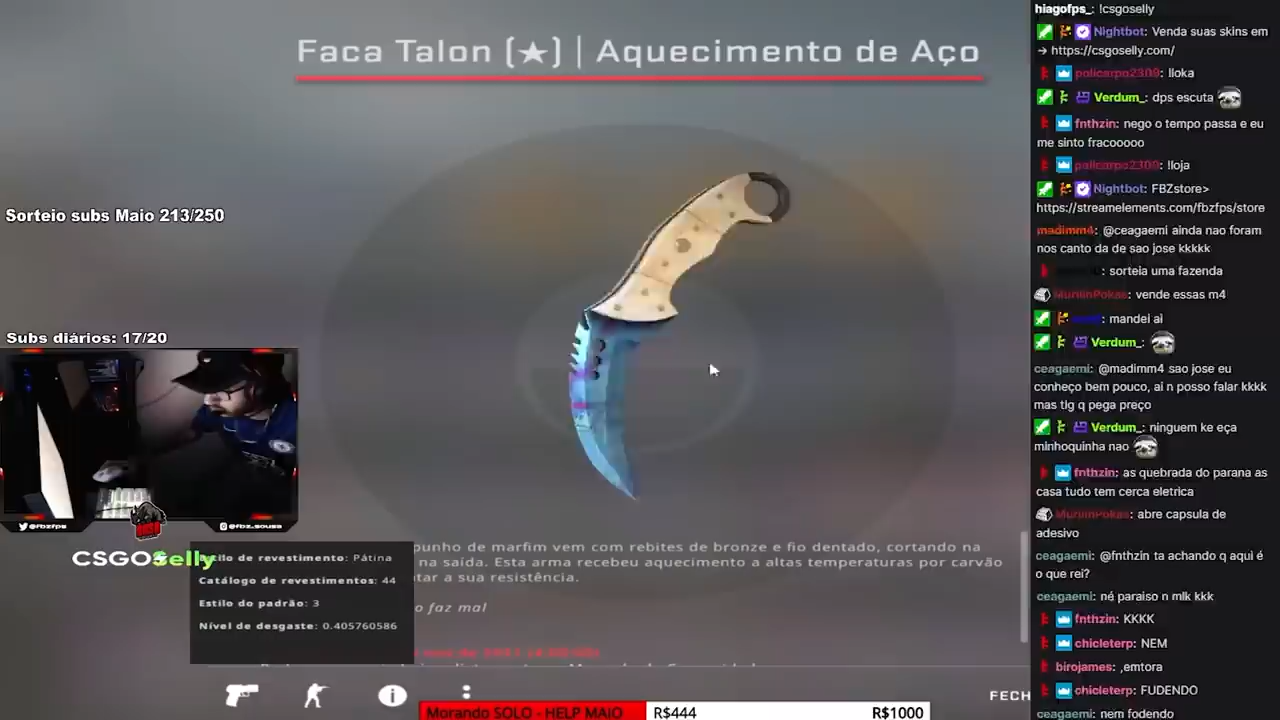 Faca Talon (★) | Aquecimento de Aço
Sorteio subs Maio 213/250
Subs diários: 17/20
@fbzfps
@fbz_sousa
CSGOSelly
Estilo de revestimento: Pátina
Catálogo de revestimentos: 44
Estilo do padrão: 3
Nível de desgaste: 0.405760586
punho de marfim vem com rebites de bronze e fio dentado, cortando na
na saída. Esta arma recebeu aquecimento a altas temperaturas por carvão
tar a sua resistência.
o faz mal
FECH
Morando SOLO - HELP MAIO
R$444
R$1000
hiagofps_: !csgoselly
Nightbot: Venda suas skins em
→ https://csgoselly.com/
policarpo2309: !loka
Verdum_: dps escuta
fnthzin: nego o tempo passa e eu
me sinto fracooooo
policarpo2309: !loja
Nightbot: FBZstore>
https://streamelements.com/fbzfps/store
madimm4: @ceagaemi ainda nao foram
nos canto da de sao jose kkkkk
: sorteia uma fazenda
MurilinPokas: vende essas m4
: mandei ai
Verdum_:
ceagaemi: @madimm4 sao jose eu
conheço bem pouco, ai n posso falar kkkk
mas tlg q pega preço
Verdum_: ninguem ke eça
minhoquinha nao
fnthzin: as quebrada do parana as
casa tudo tem cerca eletrica
MurilinPokas: abre capsula de
adesivo
ceagaemi: @fnthzin ta achando q aqui é
o que rei?
ceagaemi: né paraiso n mlk kkk
fnthzin: KKKK
chicleterp: NEM
birojames: ,emtora
chicleterp: FUDENDO
ceagaemi: nem fodendo